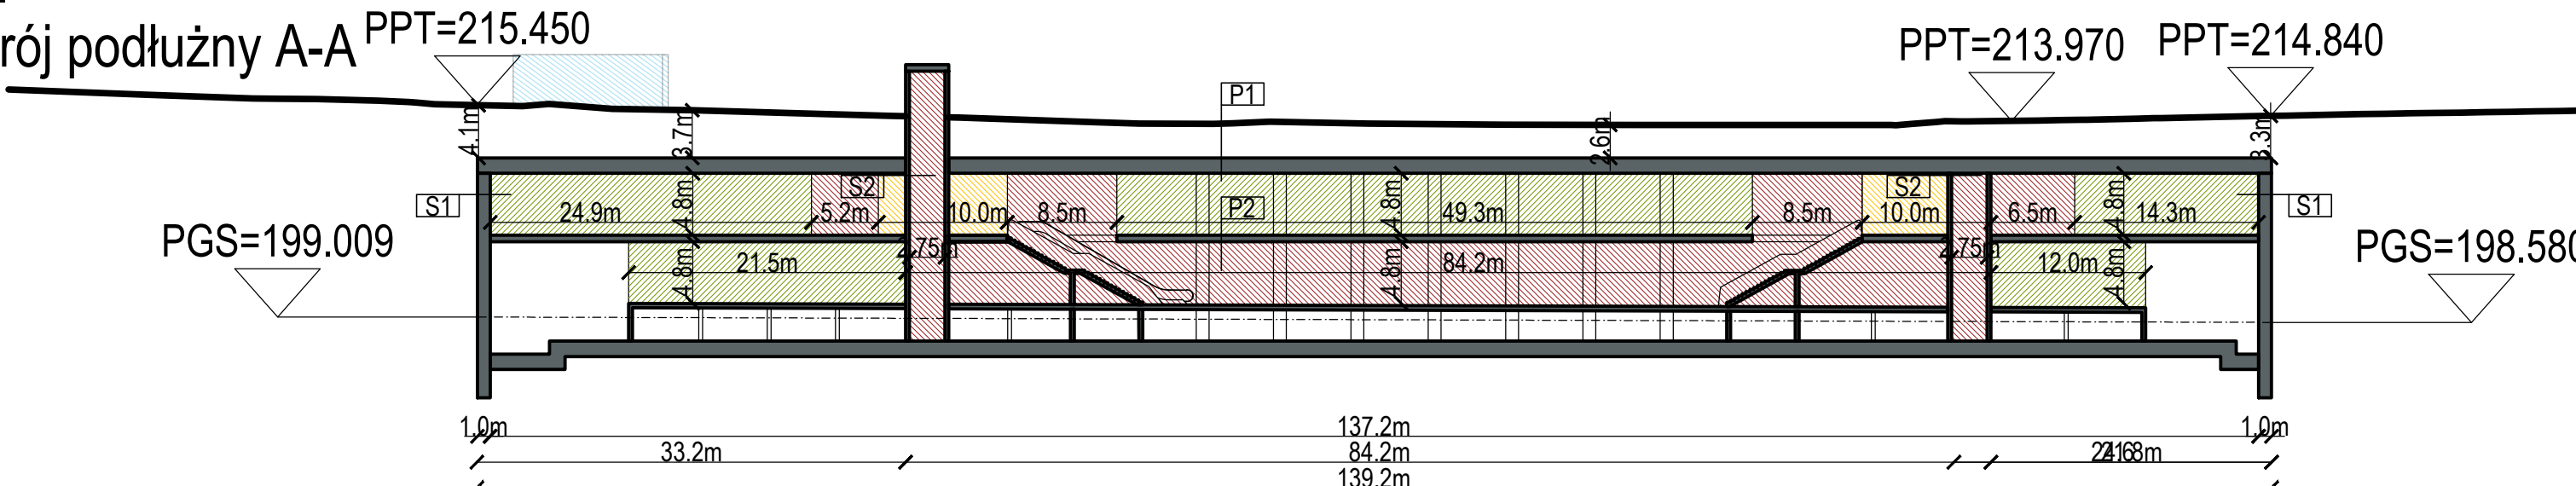 rój podłużny A-A
PPT=215.450
PPT=213.970
PPT=214.840
P1
4.1m
3.7m
2.6m
3.3m
S1
24.9m
4.8m
5.2m
S2
10.0m
8.5m
P2
4.8m
49.3m
8.5m
S2
10.0m
6.5m
4.8m
14.3m
S1
PGS=199.009
21.5m
4.8m
2.75m
84.2m
4.8m
2.75m
12.0m
4.8m
PGS=198.580
1.0m
137.2m
1.0m
33.2m
84.2m
139.2m